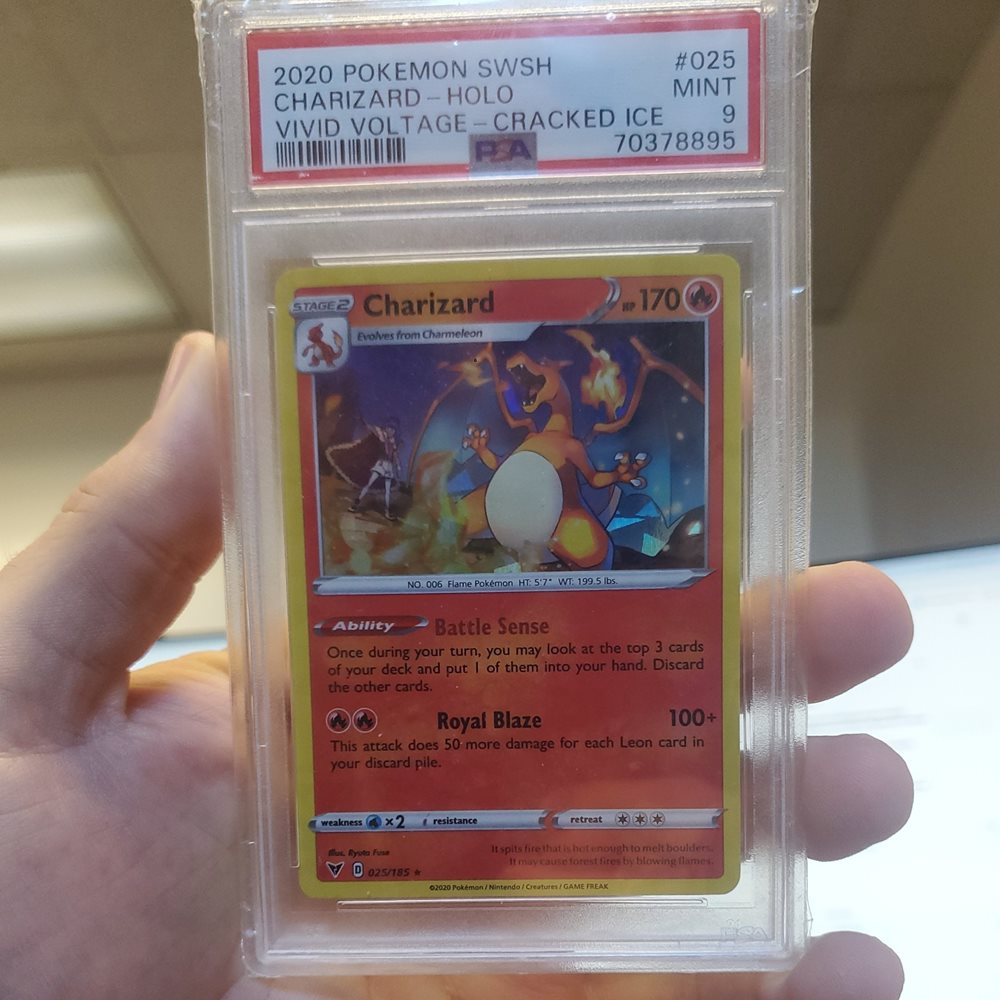 2020 POKEMON SWSH #025
CHARIZARD - HOLO MINT
VIVID VOLTAGE - CRACKED ICE 9
PSA 70378895
STAGE 2 Charizard HP 170
Evolves from Charmeleon
NO. 006 Flame Pokémon HT: 5'7" WT: 199.5 lbs.
Ability Battle Sense
Once during your turn, you may look at the top 3 cards
of your deck and put 1 of them into your hand. Discard
the other cards.
Royal Blaze 100+
This attack does 50 more damage for each Leon card in
your discard pile.
weakness ×2 resistance retreat
Illus. Ryota Fuse
It spits fire that is hot enough to melt boulders.
It may cause forest fires by blowing flames.
D 025/185 ★
©2020 Pokémon / Nintendo / Creatures / GAME FREAK
PSA